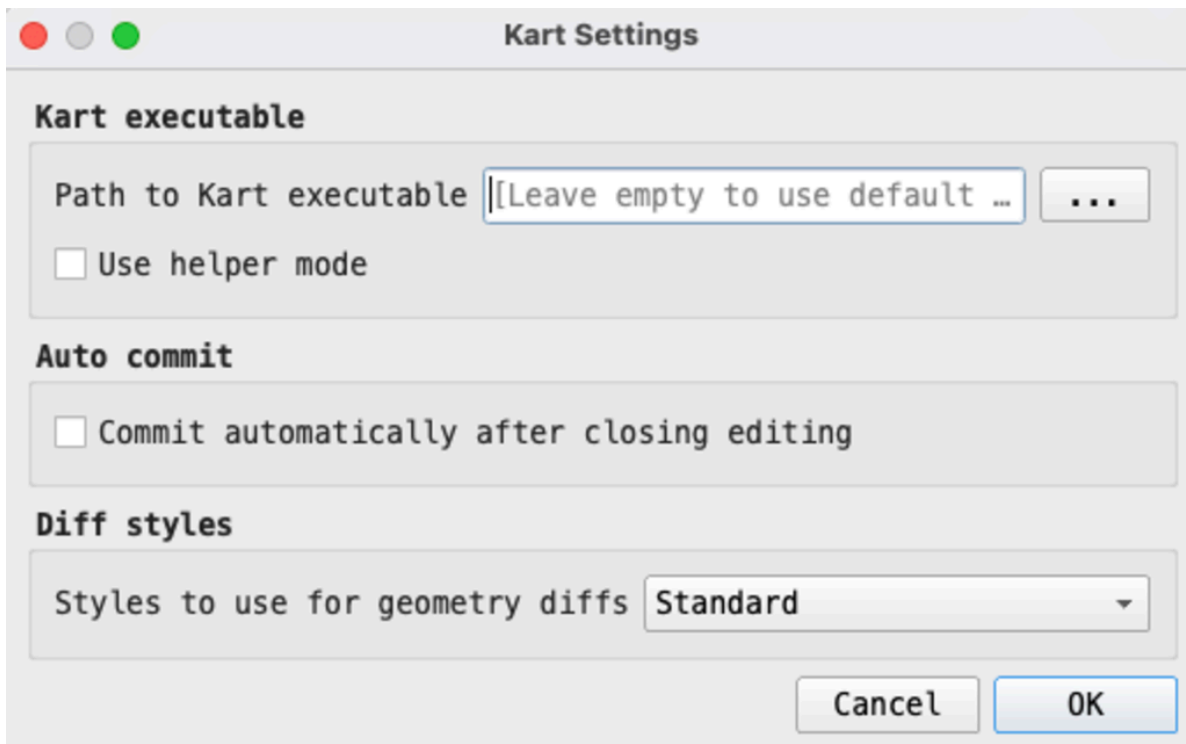 Kart Settings
Kart executable
Path to Kart executable [Leave empty to use default … ...
Use helper mode
Auto commit
Commit automatically after closing editing
Diff styles
Styles to use for geometry diffs Standard
Cancel OK